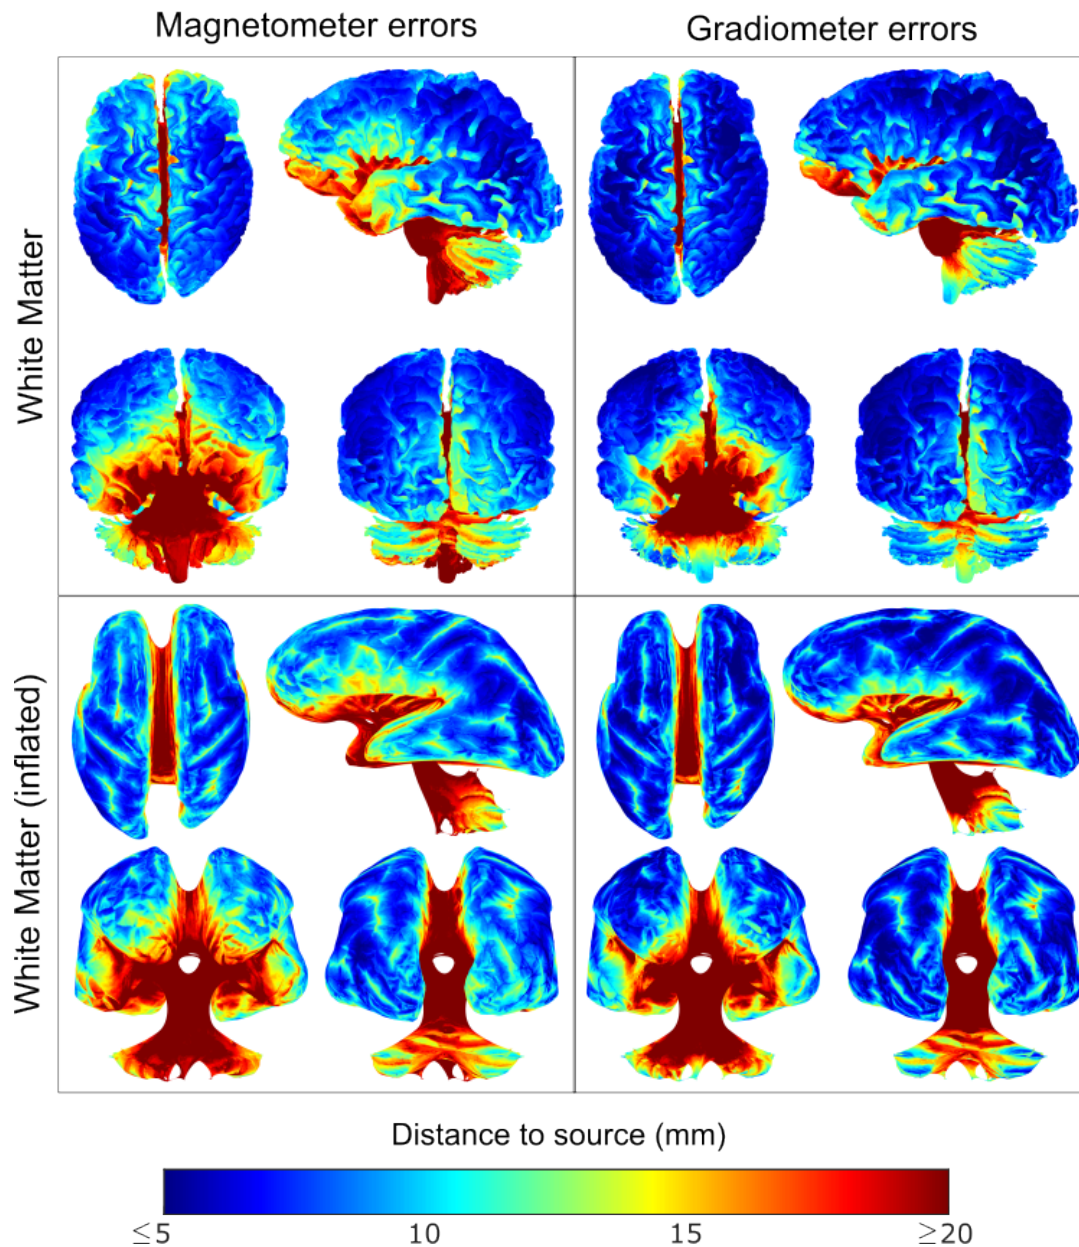 Magnetometer errors
Gradiometer errors
White Matter
White Matter (inflated)
Distance to source (mm)
≤5 10 15 ≥20